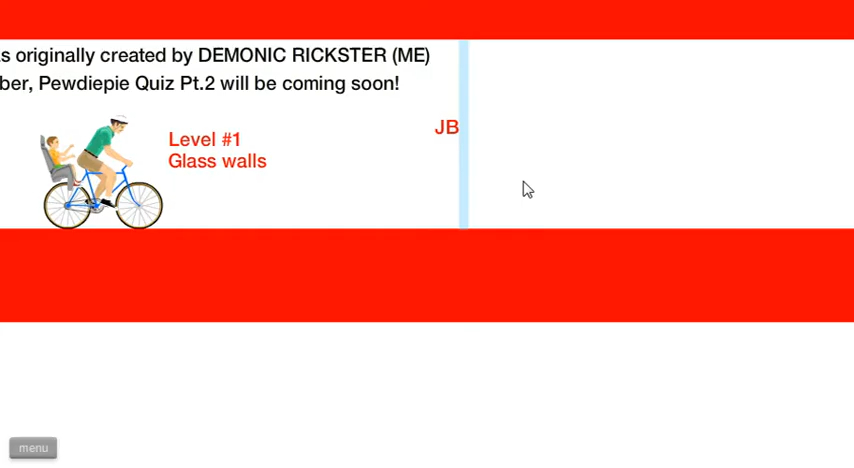 s originally created by DEMONIC RICKSTER (ME)
ber, Pewdiepie Quiz Pt.2 will be coming soon!
Level #1
Glass walls
JB
menu